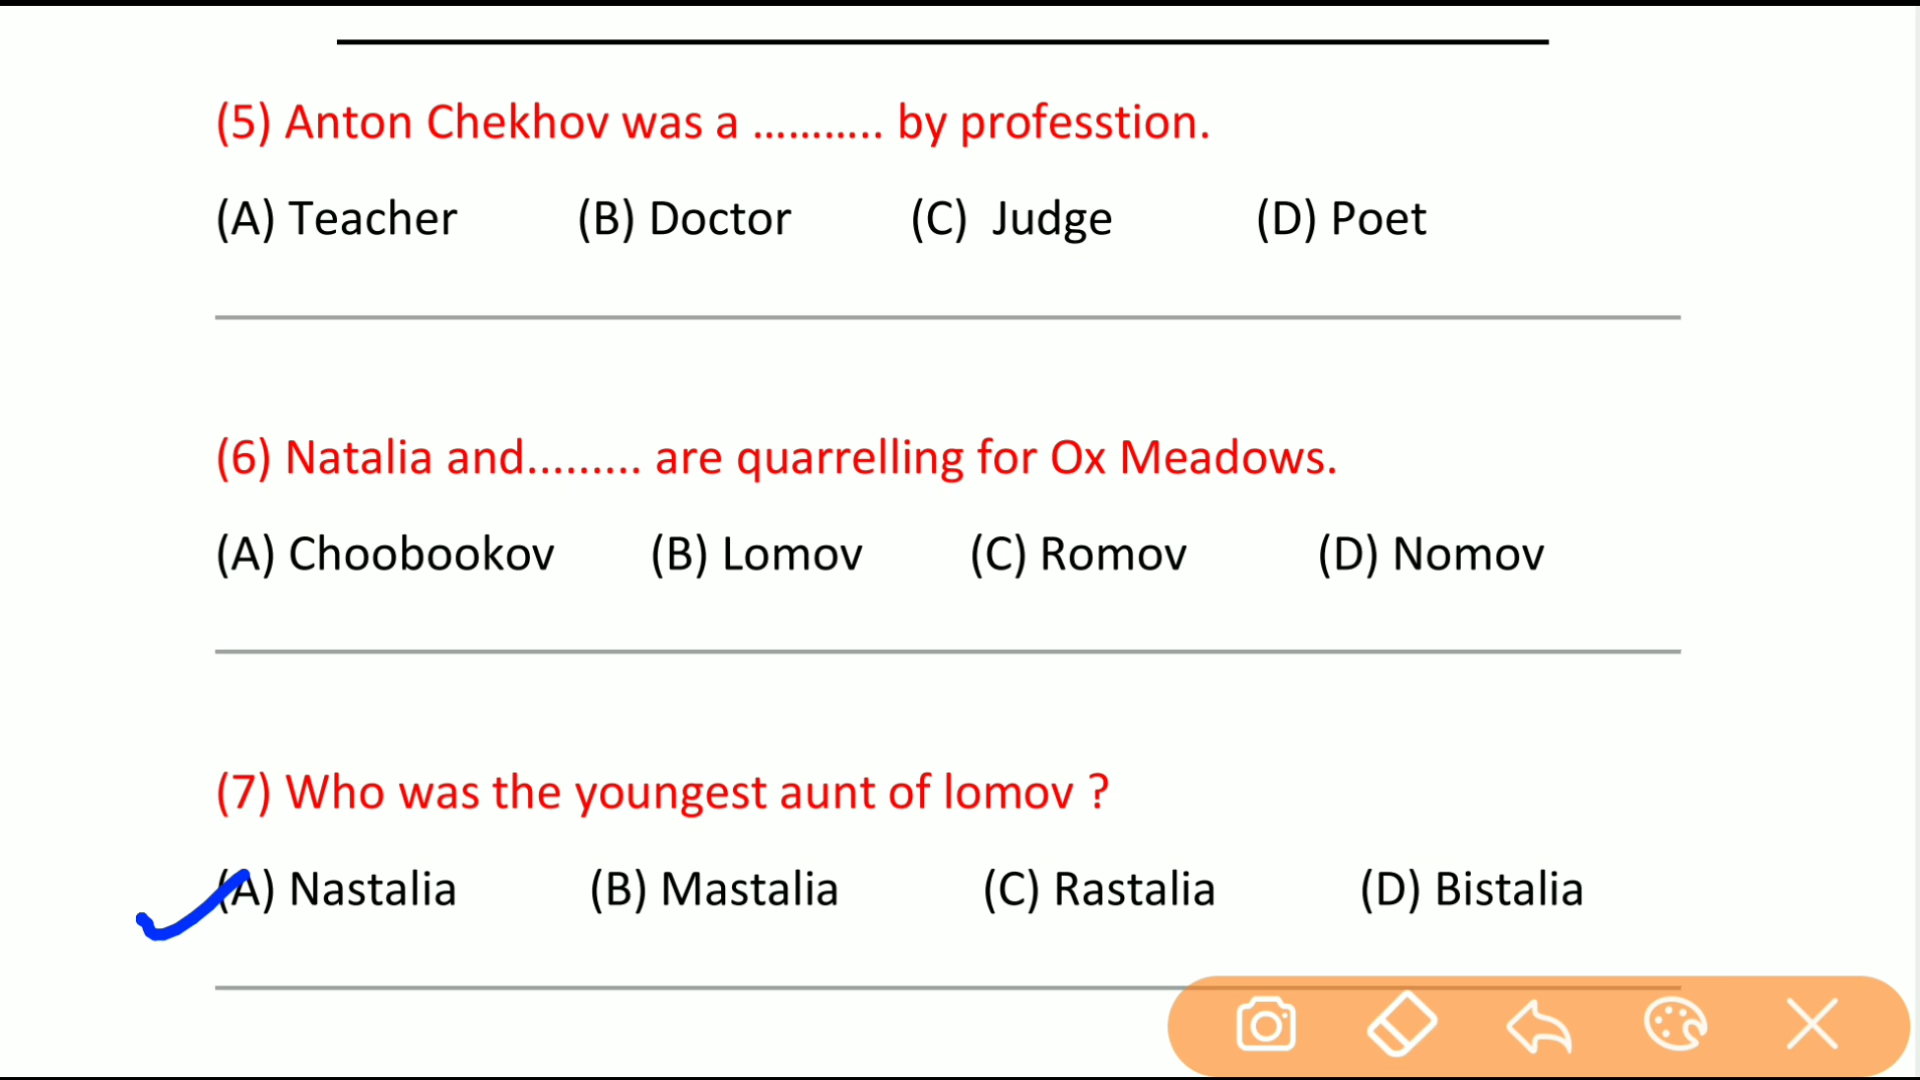 (5) Anton Chekhov was a ........... by professtion.
(A) Teacher (B) Doctor (C) Judge (D) Poet
(6) Natalia and......... are quarrelling for Ox Meadows.
(A) Choobookov (B) Lomov (C) Romov (D) Nomov
(7) Who was the youngest aunt of lomov ?
(A) Nastalia (B) Mastalia (C) Rastalia (D) Bistalia